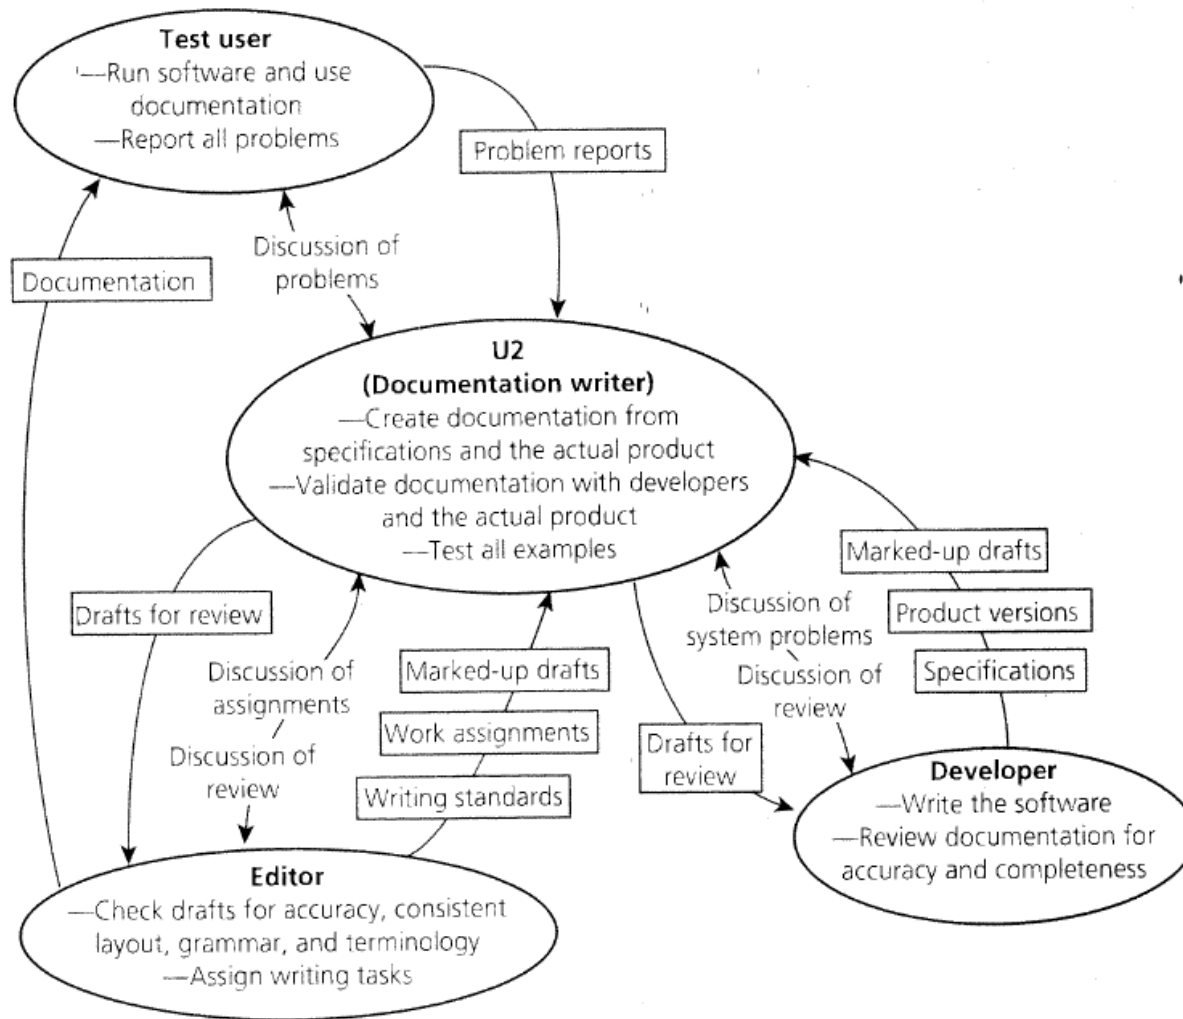 Test user
—Run software and use
documentation
—Report all problems
Problem reports
Discussion of
problems
Documentation
U2
(Documentation writer)
—Create documentation from
specifications and the actual product
—Validate documentation with developers
and the actual product
—Test all examples
Drafts for review
Discussion of
assignments
Discussion of
review
Marked-up drafts
Work assignments
Writing standards
Drafts for
review
Discussion of
system problems
Discussion of
review
Marked-up drafts
Product versions
Specifications
Developer
—Write the software
—Review documentation for
accuracy and completeness
Editor
—Check drafts for accuracy, consistent
layout, grammar, and terminology
—Assign writing tasks